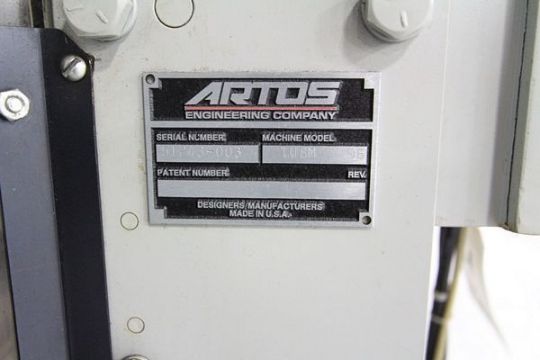 ARTOS
ENGINEERING COMPANY
SERIAL NUMBER MACHINE MODEL
PATENT NUMBER REV.
DESIGNERS/MANUFACTURERS
MADE IN U.S.A.